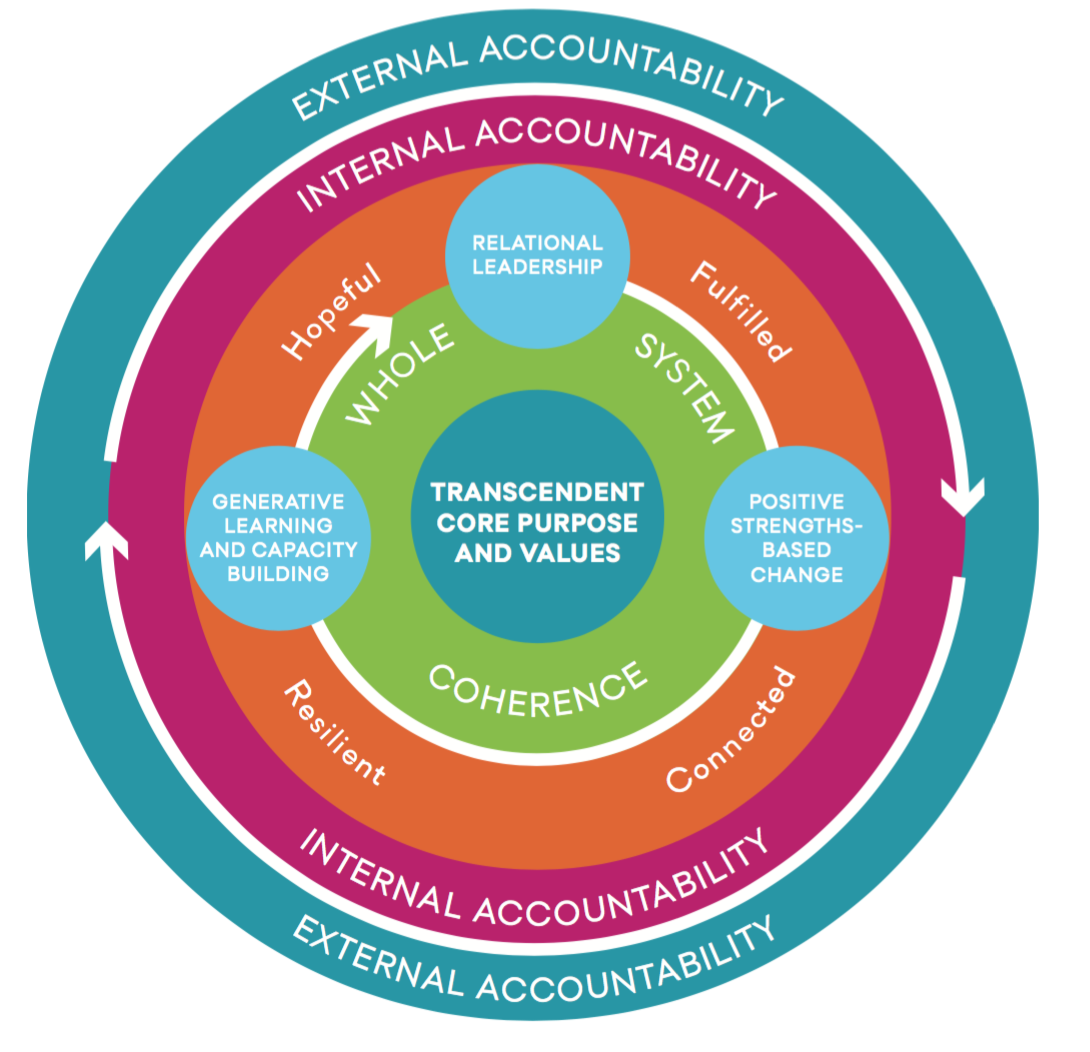 EXTERNAL ACCOUNTABILITY
INTERNAL ACCOUNTABILITY
RELATIONAL
LEADERSHIP
Hopeful
Fulfilled
WHOLE
SYSTEM
GENERATIVE
LEARNING
AND CAPACITY
BUILDING
TRANSCENDENT
CORE PURPOSE
AND VALUES
POSITIVE
STRENGTHS-
BASED
CHANGE
COHERENCE
Resilient
Connected
INTERNAL ACCOUNTABILITY
EXTERNAL ACCOUNTABILITY